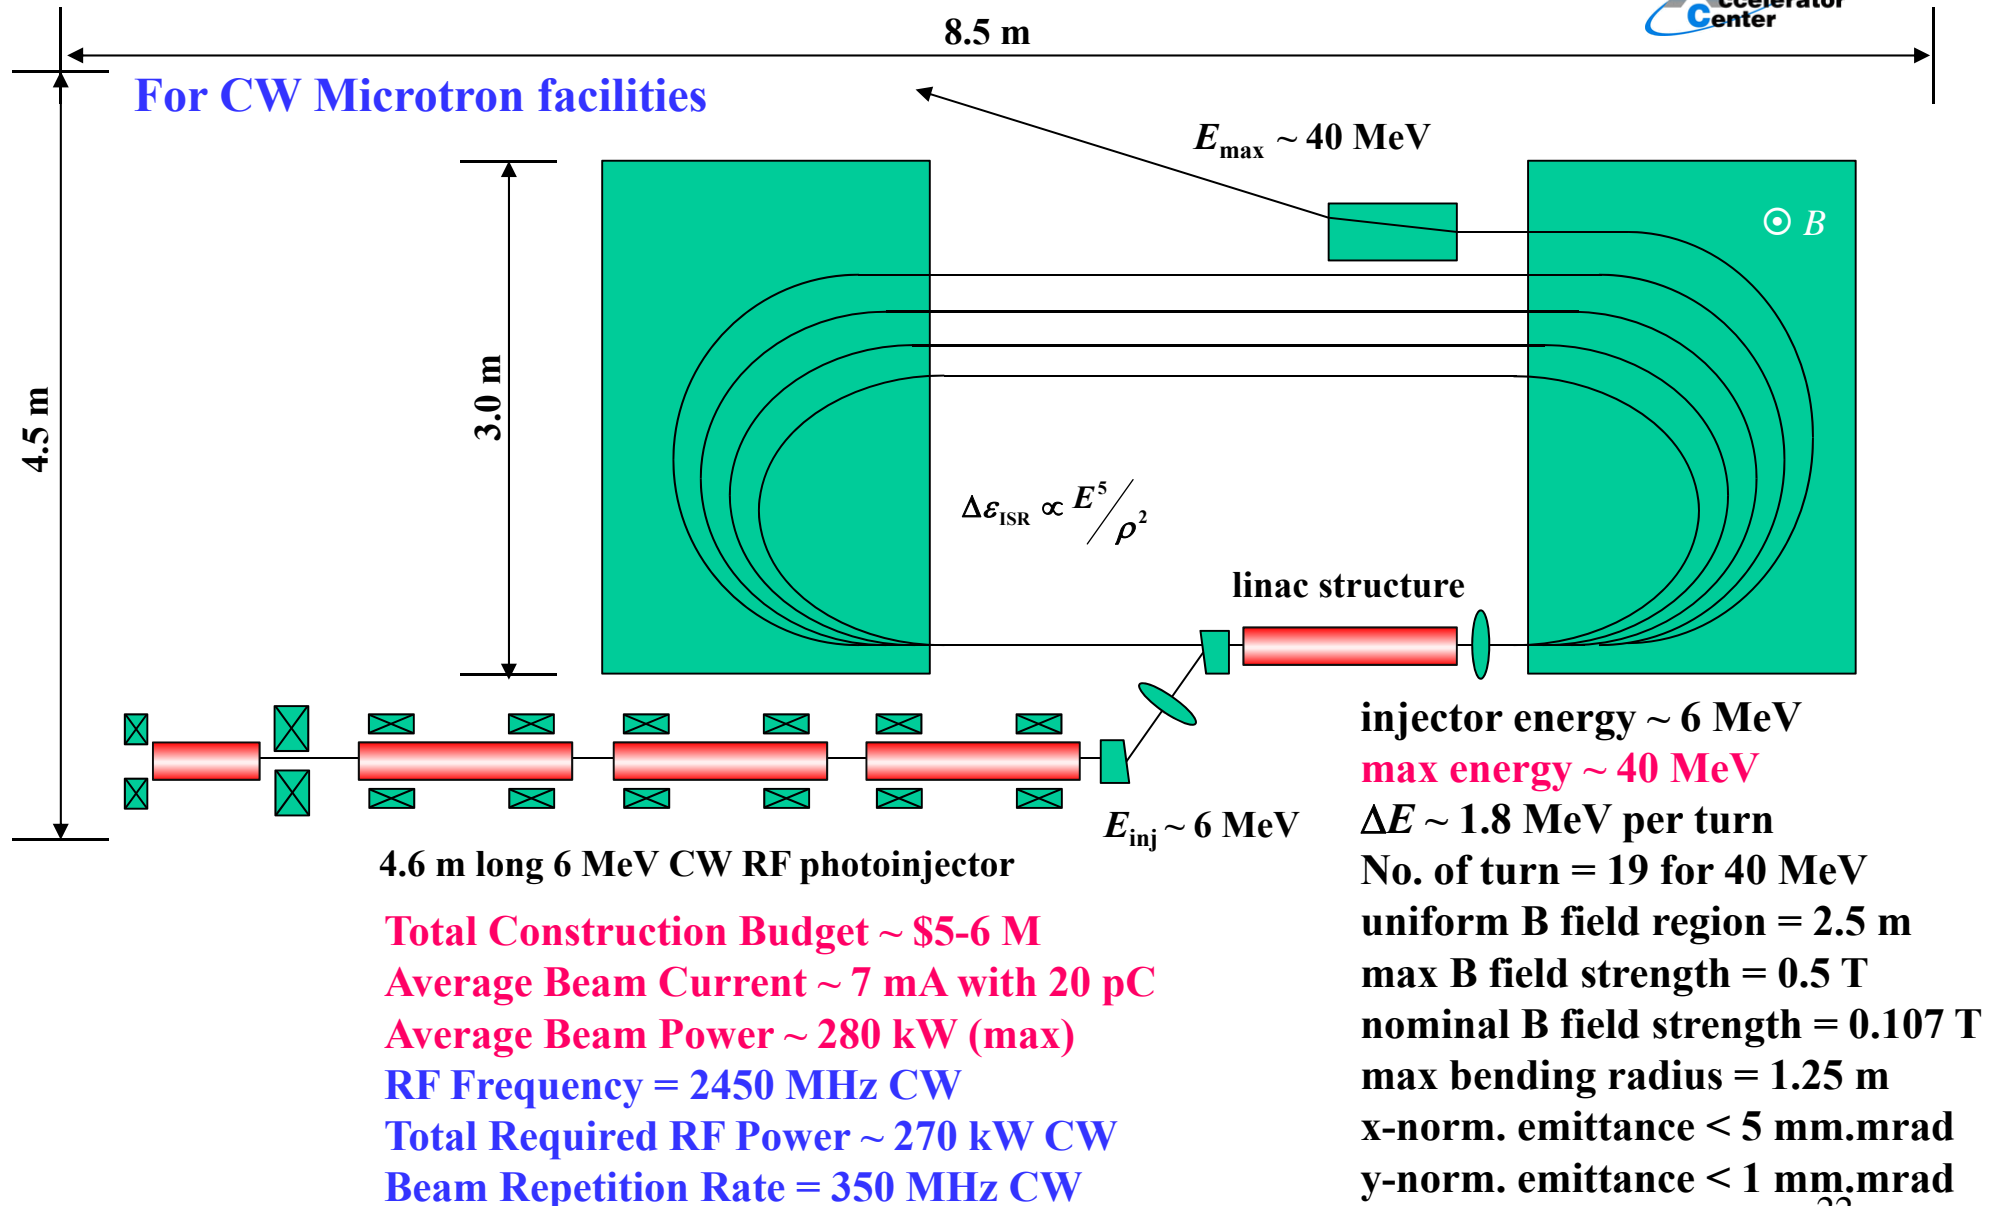 ccelerator
Center
8.5 m
For CW Microtron facilities
Emax ~ 40 MeV
B
4.5 m
3.0 m
ΔεISR ∝ E⁵/ρ²
linac structure
Einj ~ 6 MeV
4.6 m long 6 MeV CW RF photoinjector
Total Construction Budget ~ $5-6 M
Average Beam Current ~ 7 mA with 20 pC
Average Beam Power ~ 280 kW (max)
RF Frequency = 2450 MHz CW
Total Required RF Power ~ 270 kW CW
Beam Repetition Rate = 350 MHz CW
injector energy ~ 6 MeV
max energy ~ 40 MeV
ΔE ~ 1.8 MeV per turn
No. of turn = 19 for 40 MeV
uniform B field region = 2.5 m
max B field strength = 0.5 T
nominal B field strength = 0.107 T
max bending radius = 1.25 m
x-norm. emittance < 5 mm.mrad
y-norm. emittance < 1 mm.mrad